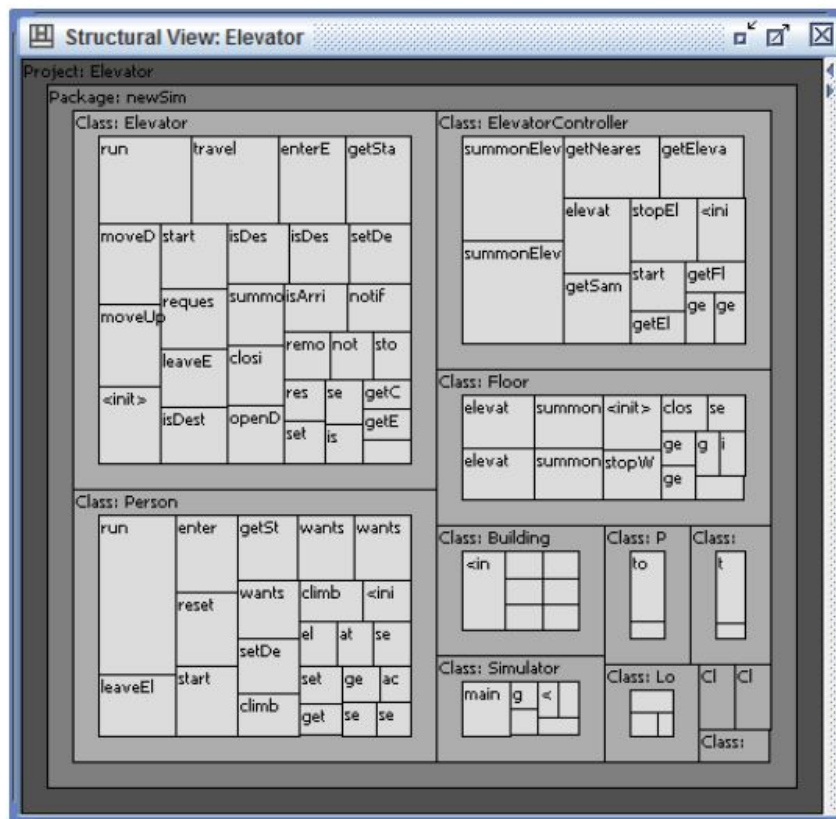 Structural View: Elevator
Project: Elevator
Package: newSim
Class: Elevator
run travel enterE getSta
moveD start isDes isDes setDe
moveUp reques summo isArri notif
leaveE closi remo not sto
<init> isDest openD res se getC
set is getE
Class: Person
run enter getSt wants wants
reset wants climb <ini
setDe el at se
leaveEl start climb set ge ac
get se se
Class: ElevatorController
summonElev getNeares getEleva
elevat stopEl <ini
summonElev getSam start getFl
getEl ge ge
Class: Floor
elevat summon <init> clos se
elevat summon stopW ge g i
ge
Class: Building
<in
Class: P
to
Class:
t
Class: Simulator
main g <
Class: Lo
Cl Cl
Class: